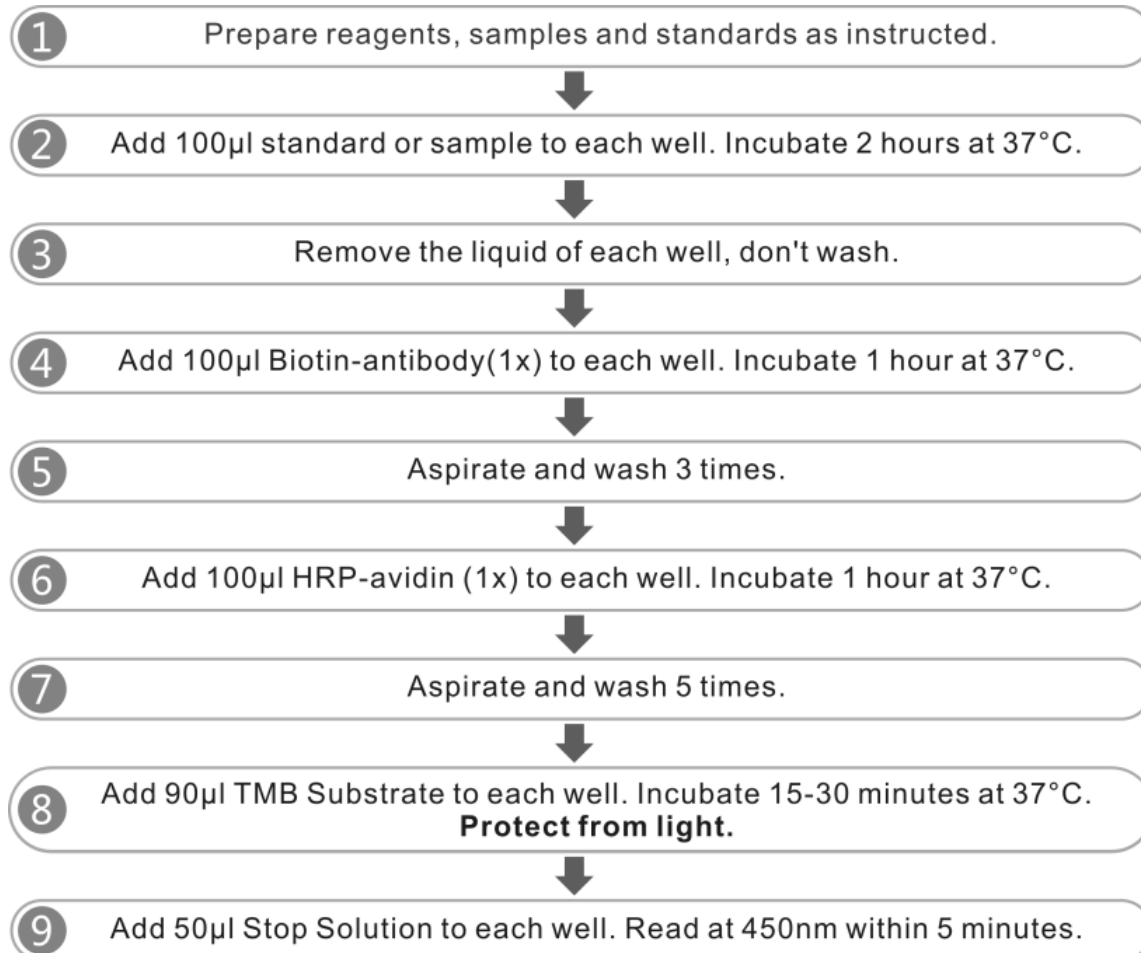 1 Prepare reagents, samples and standards as instructed.
2 Add 100µl standard or sample to each well. Incubate 2 hours at 37°C.
3 Remove the liquid of each well, don't wash.
4 Add 100µl Biotin-antibody(1x) to each well. Incubate 1 hour at 37°C.
5 Aspirate and wash 3 times.
6 Add 100µl HRP-avidin (1x) to each well. Incubate 1 hour at 37°C.
7 Aspirate and wash 5 times.
8 Add 90µl TMB Substrate to each well. Incubate 15-30 minutes at 37°C.
Protect from light.
9 Add 50µl Stop Solution to each well. Read at 450nm within 5 minutes.